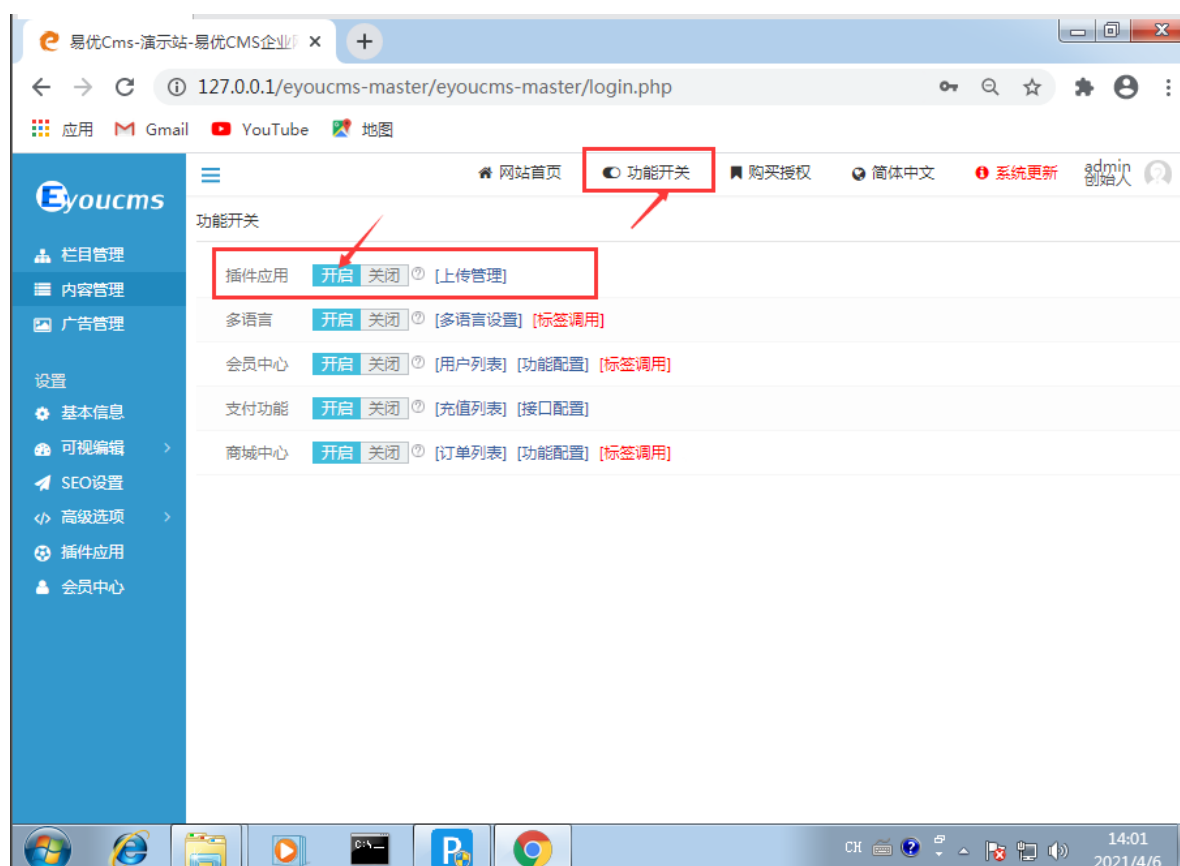 易优Cms-演示站-易优CMS企业
127.0.0.1/eyoucms-master/eyoucms-master/login.php
应用 Gmail YouTube 地图
Eyoucms
网站首页 功能开关 购买授权 简体中文 系统更新 admin 创始人
功能开关
栏目管理
内容管理
广告管理
设置
基本信息
可视编辑
SEO设置
高级选项
插件应用
会员中心
插件应用 开启 关闭 [上传管理]
多语言 开启 关闭 [多语言设置] [标签调用]
会员中心 开启 关闭 [用户列表] [功能配置] [标签调用]
支付功能 开启 关闭 [充值列表] [接口配置]
商城中心 开启 关闭 [订单列表] [功能配置] [标签调用]
CH 14:01
2021/4/6